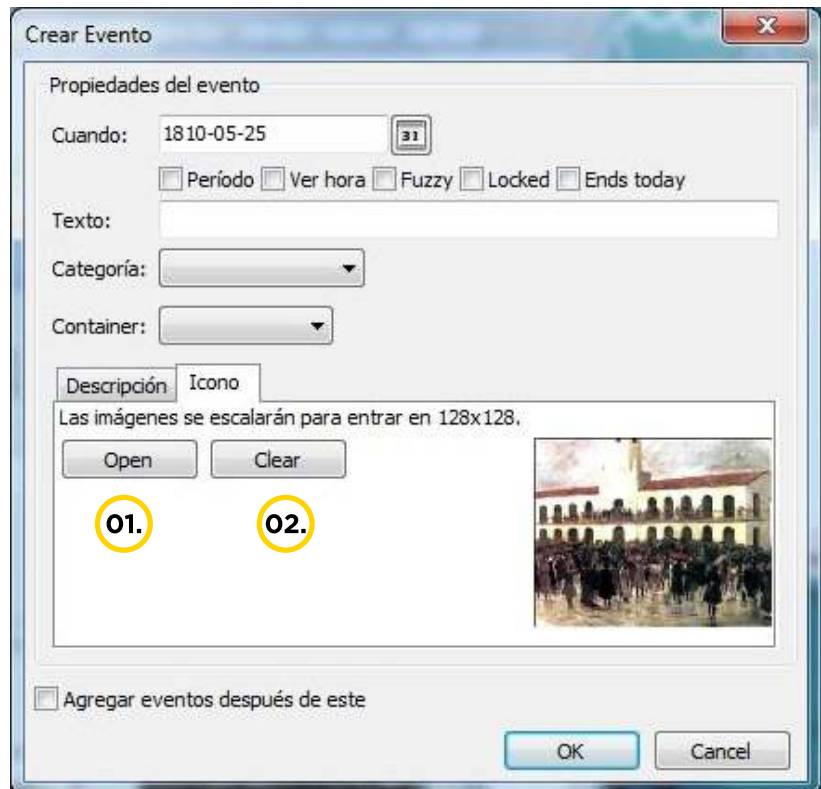 Crear Evento
Propiedades del evento
Cuando: 1810-05-25 31
Período Ver hora Fuzzy Locked Ends today
Texto:
Categoría:
Container:
Descripción Icono
Las imágenes se escalarán para entrar en 128x128.
Open Clear
01. 02.
Agregar eventos después de este
OK Cancel